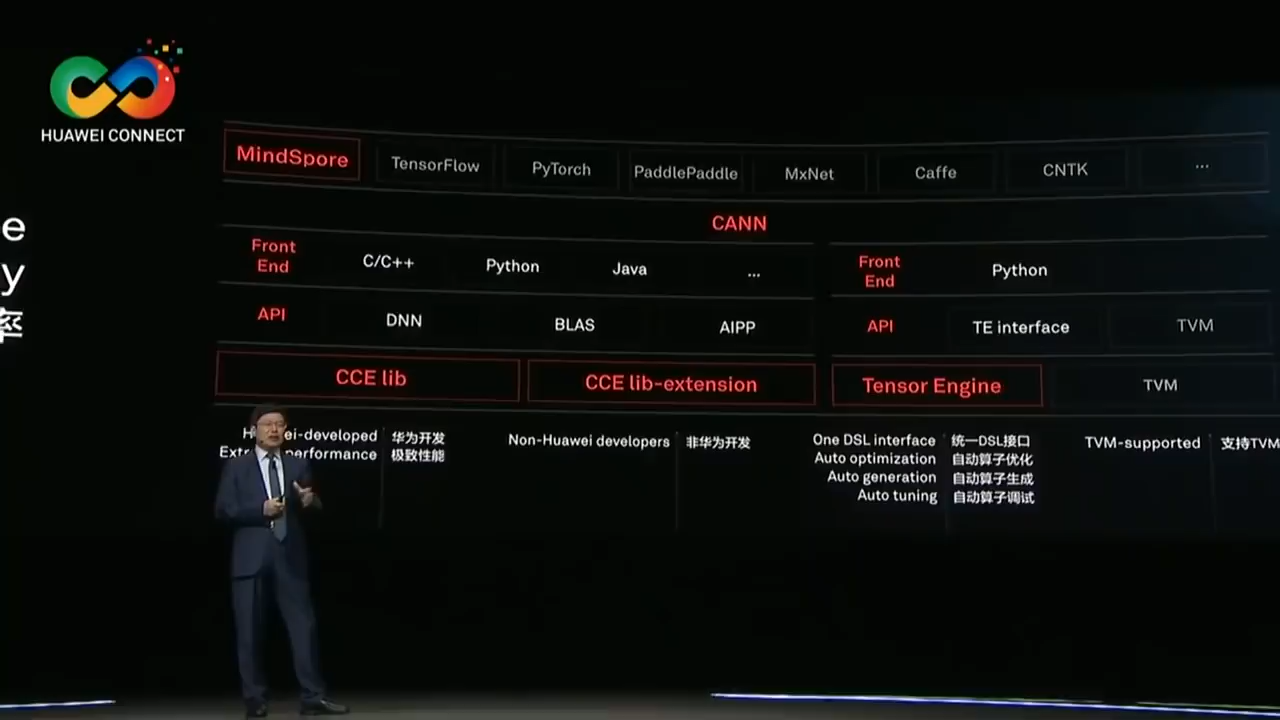 HUAWEI CONNECT
MindSpore
TensorFlow
PyTorch
PaddlePaddle
MxNet
Caffe
CNTK
...
CANN
Front
End
C/C++
Python
Java
...
Front
End
Python
API
DNN
BLAS
AIPP
API
TE interface
TVM
CCE lib
CCE lib-extension
Tensor Engine
TVM
华为开发
performance
极致性能
Non-Huawei developers
非华为开发
One DSL interface
统一DSL接口
Auto optimization
自动算子优化
Auto generation
自动算子生成
Auto tuning
自动算子调试
TVM-supported
支持TVM
e
y
率